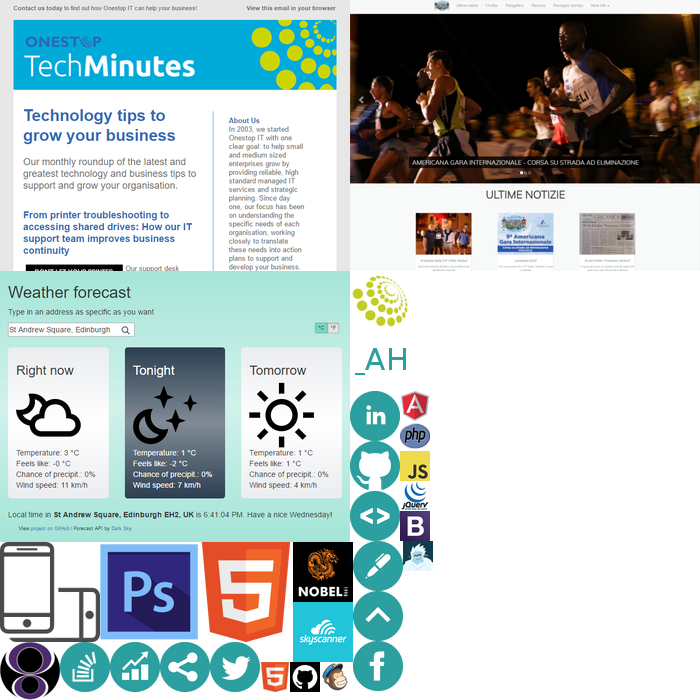 Contact us today to find out how Onestop IT can help your business!
View this email in your browser
ONESTOP
TechMinutes
Technology tips to
grow your business
Our monthly roundup of the latest and
greatest technology and business tips to
support and grow your organisation.
From printer troubleshooting to
accessing shared drives: How our IT
support team improves business
continuity
DON'T LET YOUR PRINTER
Our support desk
About Us
In 2003, we started
Onestop IT with one
clear goal: to help small
and medium sized
enterprises grow by
providing reliable, high
standard managed IT
services and strategic
planning. Since day
one, our focus has been
on understanding the
specific needs of each
organisation, working
closely to translate
these needs into action
plans to support and
develop your business.
AMERICANA GARA INTERNAZIONALE - CORSA SU STRADA AD ELIMINAZIONE
ULTIME NOTIZIE
9ª Americana
Gara Internazionale
Weather forecast
Type in an address as specific as you want
St Andrew Square, Edinburgh
°C °F
Right now
Temperature: 3 °C
Feels like: -0 °C
Chance of precipit.: 0%
Wind speed: 11 km/h
Tonight
Temperature: 1 °C
Feels like: -2 °C
Chance of precipit.: 0%
Wind speed: 7 km/h
Tomorrow
Temperature: 1 °C
Feels like: 1 °C
Chance of precipit.: 0%
Wind speed: 4 km/h
Local time in St Andrew Square, Edinburgh EH2, UK is 6:41:04 PM. Have a nice Wednesday!
View project on GitHub | Forecast API by Dark Sky
_AH
in
A
php
JS
jQuery
B
Ps
5
NOBEL
skyscanner
5
f